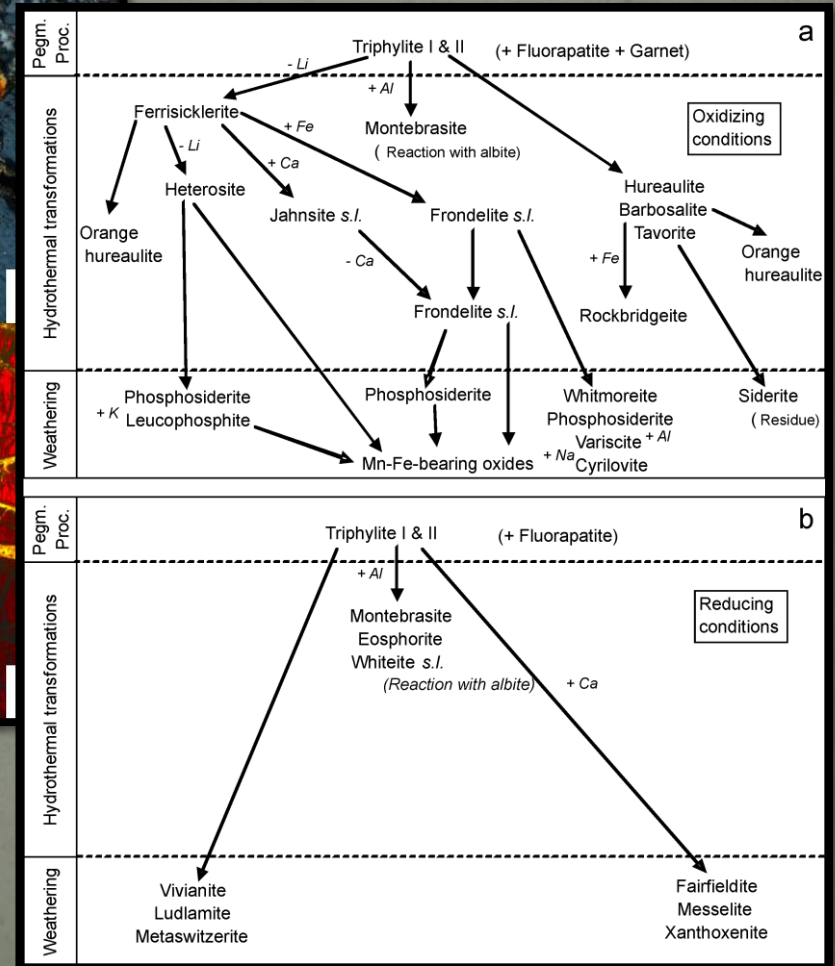 a
Pegm. Proc.
Triphylite I & II (+ Fluorapatite + Garnet)
Hydrothermal transformations
Oxidizing
conditions
- Li
+ Al
Ferrisicklerite
Montebrasite
( Reaction with albite)
- Li
+ Fe
+ Ca
Heterosite
Orange
hureaulite
Jahnsite s.l.
Frondelite s.l.
Hureaulite
Barbosalite
Tavorite
Orange
hureaulite
- Ca
+ Fe
Frondelite s.l.
Rockbridgeite
Weathering
Phosphosiderite
+ K Leucophosphite
Phosphosiderite
Whitmoreite
Phosphosiderite
Variscite + Al
+ Na Cyrilovite
Siderite
( Residue)
Mn-Fe-bearing oxides
b
Pegm. Proc.
Triphylite I & II (+ Fluorapatite)
Hydrothermal transformations
Reducing
conditions
+ Al
Montebrasite
Eosphorite
Whiteite s.l.
(Reaction with albite)
+ Ca
Weathering
Vivianite
Ludlamite
Metaswitzerite
Fairfieldite
Messelite
Xanthoxenite